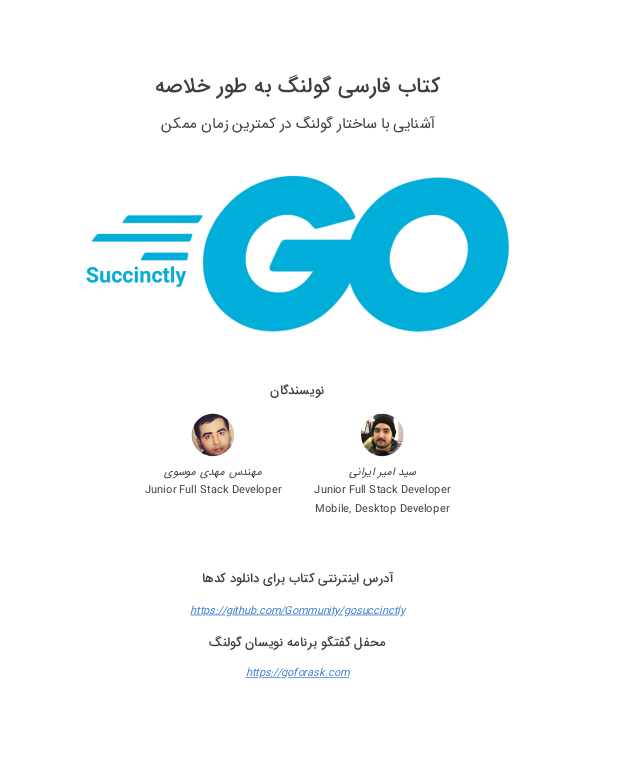 کتاب فارسی گولنگ به طور خلاصه
آشنایی با ساختار گولنگ در کمترین زمان ممکن
GO
Succinctly
نویسندگان
سید امیر ایرانی
Junior Full Stack Developer
Mobile, Desktop Developer
مهندس مهدی موسوی
Junior Full Stack Developer
آدرس اینترنتی کتاب برای دانلود کدها
https://github.com/Gommunity/gosuccinctly
محفل گفتگو برنامه نویسان گولنگ
https://goforask.com